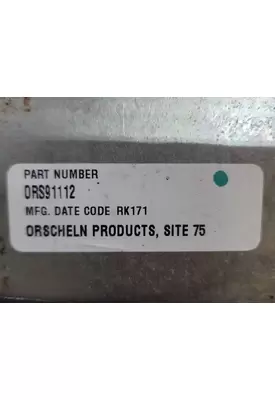 PART NUMBER
ORS91112
MFG. DATE CODE RK171
ORSCHELN PRODUCTS, SITE 75